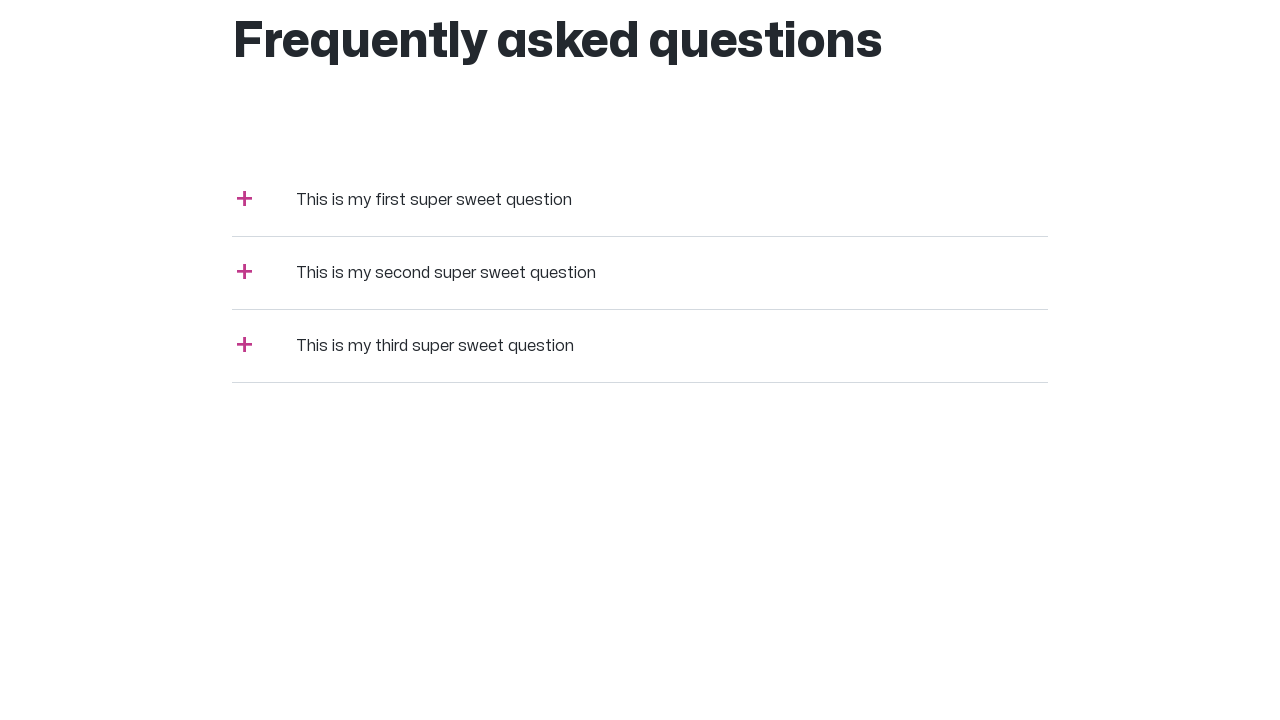 Frequently asked questions
This is my first super sweet question
This is my second super sweet question
This is my third super sweet question